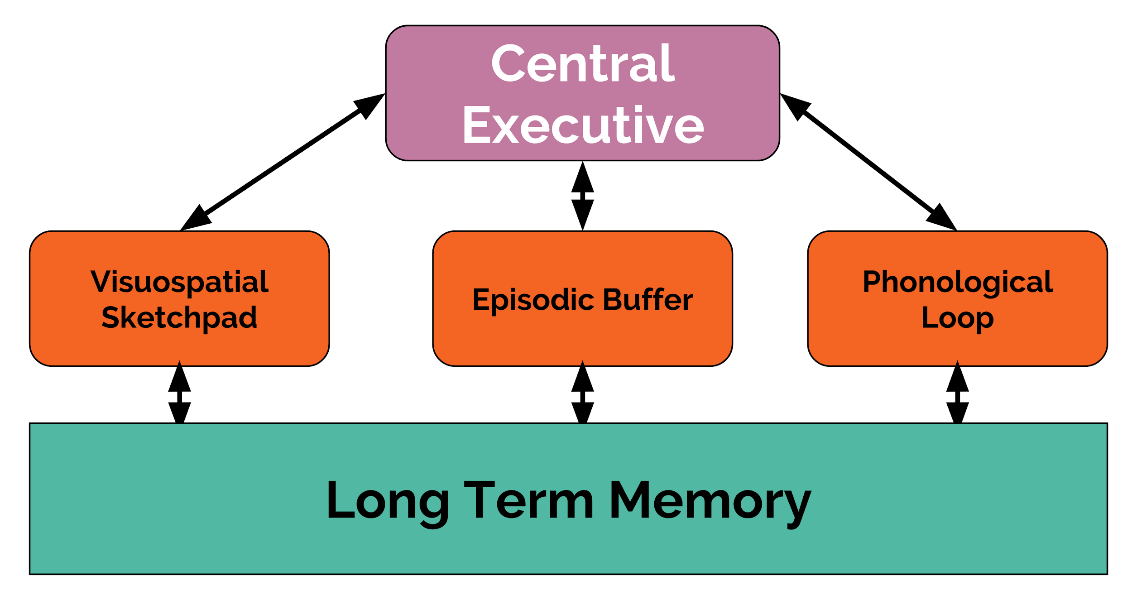 Central
Executive
Visuospatial
Sketchpad
Episodic Buffer
Phonological
Loop
Long Term Memory